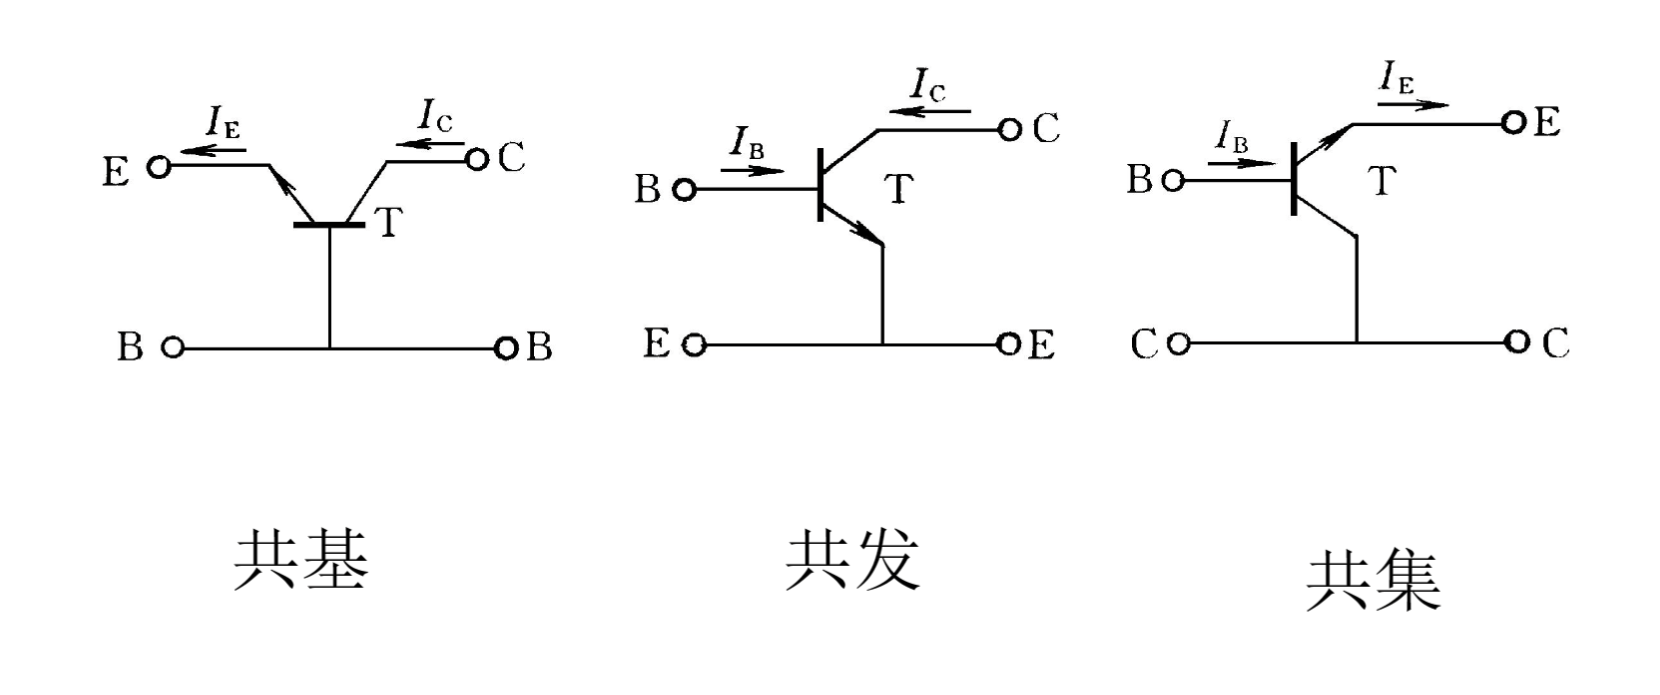 I_E I_C
E C
T
B B
共基
I_C
I_B C
B T
E E
共发
I_E
I_B E
B T
C C
共集